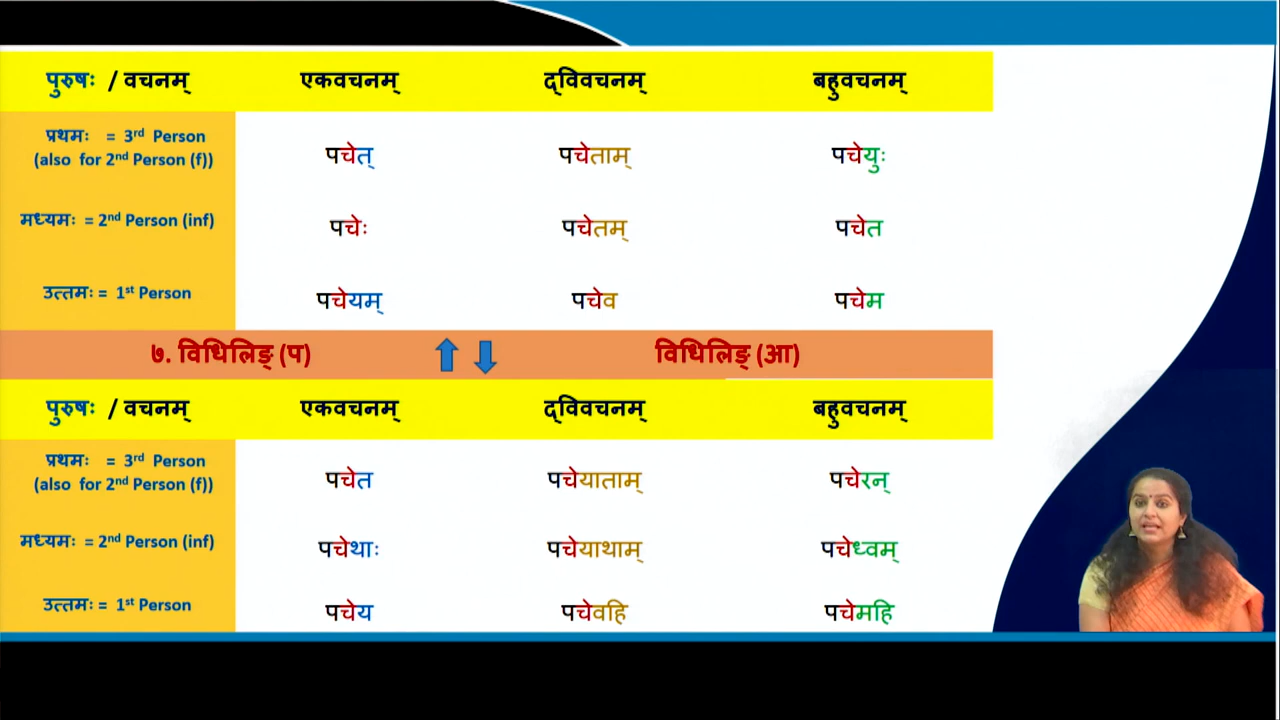 पुरुषः / वचनम् एकवचनम् द्विवचनम् बहुवचनम्
प्रथमः = 3rd Person
(also for 2nd Person (f)) पचेत् पचेताम् पचेयुः
मध्यमः = 2nd Person (inf) पचेः पचेतम् पचेत
उत्तमः = 1st Person पचेयम् पचेव पचेम
७. विधिलिङ् (प) विधिलिङ् (आ)
पुरुषः / वचनम् एकवचनम् द्विवचनम् बहुवचनम्
प्रथमः = 3rd Person
(also for 2nd Person (f)) पचेत पचेयाताम् पचेरन्
मध्यमः = 2nd Person (inf) पचेथाः पचेयाथाम् पचेध्वम्
उत्तमः = 1st Person पचेय पचेवहि पचेमहि